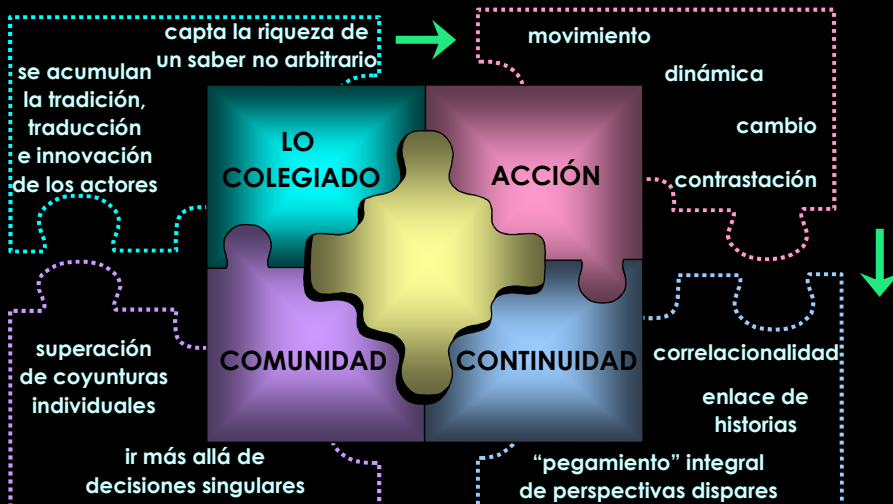 capta la riqueza de
un saber no arbitrario
se acumulan
la tradición,
traducción
e innovación
de los actores
LO
COLEGIADO
movimiento
dinámica
cambio
contrastación
ACCIÓN
COMUNIDAD
superación
de coyunturas
individuales
ir más allá de
decisiones singulares
CONTINUIDAD
correlacionalidad
enlace de
historias
“pegamiento” integral
de perspectivas dispares